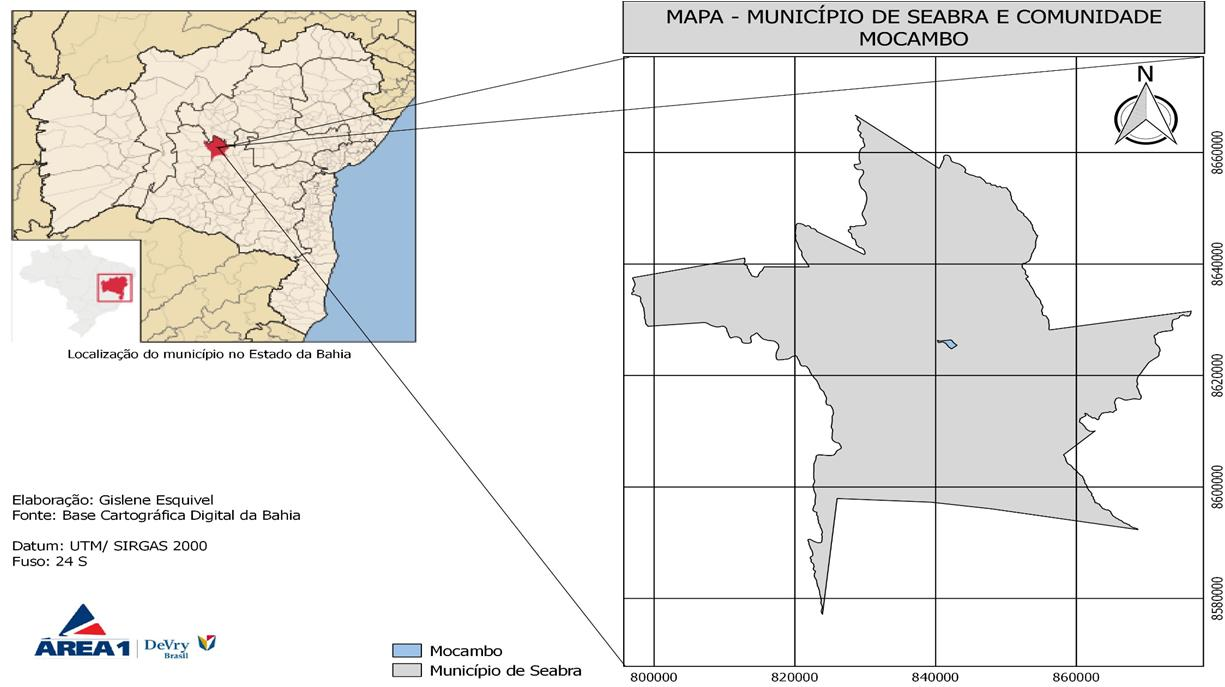 MAPA - MUNICÍPIO DE SEABRA E COMUNIDADE
MOCAMBO
N
8660000
8640000
8620000
8600000
8580000
800000
820000
840000
860000
Localização do município no Estado da Bahia
Elaboração: Gislene Esquivel
Fonte: Base Cartográfica Digital da Bahia
Datum: UTM/ SIRGAS 2000
Fuso: 24 S
ÁREA1
DeVry
Brasil
Mocambo
Município de Seabra